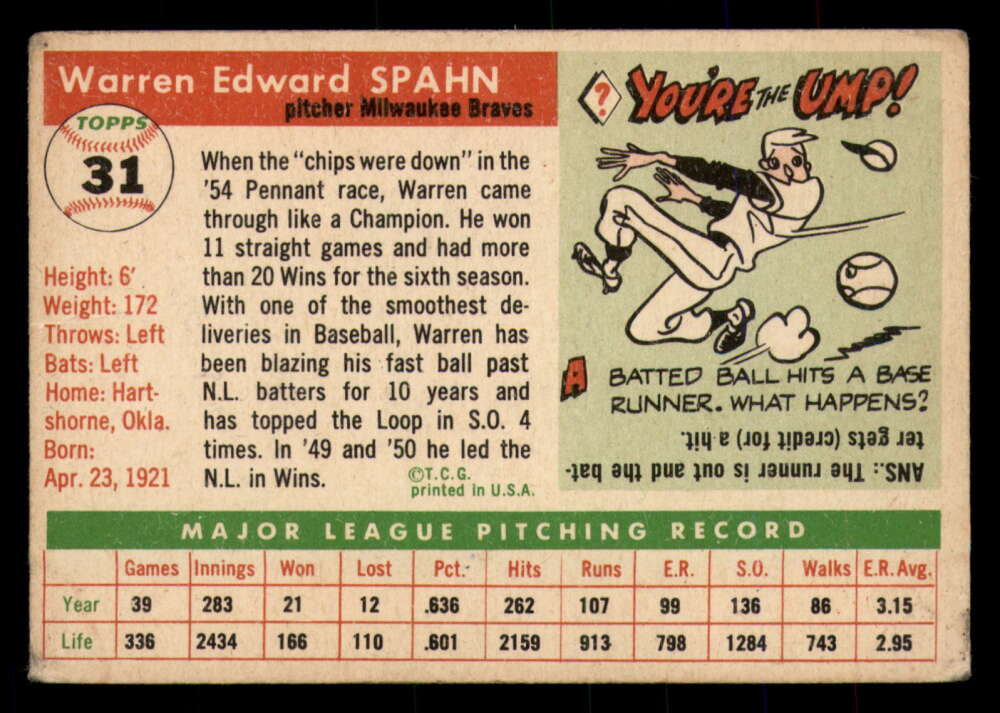 Warren Edward SPAHN
pitcher Milwaukee Braves
TOPPS
31
Height: 6'
Weight: 172
Throws: Left
Bats: Left
Home: Hart-
shorne, Okla.
Born:
Apr. 23, 1921
When the "chips were down" in the
'54 Pennant race, Warren came
through like a Champion. He won
11 straight games and had more
than 20 Wins for the sixth season.
With one of the smoothest de-
liveries in Baseball, Warren has
been blazing his fast ball past
N.L. batters for 10 years and
has topped the Loop in S.O. 4
times. In '49 and '50 he led the
N.L. in Wins.
©T.C.G.
printed in U.S.A.
? YOU'RE THE UMP!
A BATTED BALL HITS A BASE
RUNNER. WHAT HAPPENS?
ANS.: The runner is out and the bat-
ter gets (credit for) a hit.
MAJOR LEAGUE PITCHING RECORD
Games Innings Won Lost Pct. Hits Runs E.R. S.O. Walks E.R. Avg.
Year 39 283 21 12 .636 262 107 99 136 86 3.15
Life 336 2434 166 110 .601 2159 913 798 1284 743 2.95